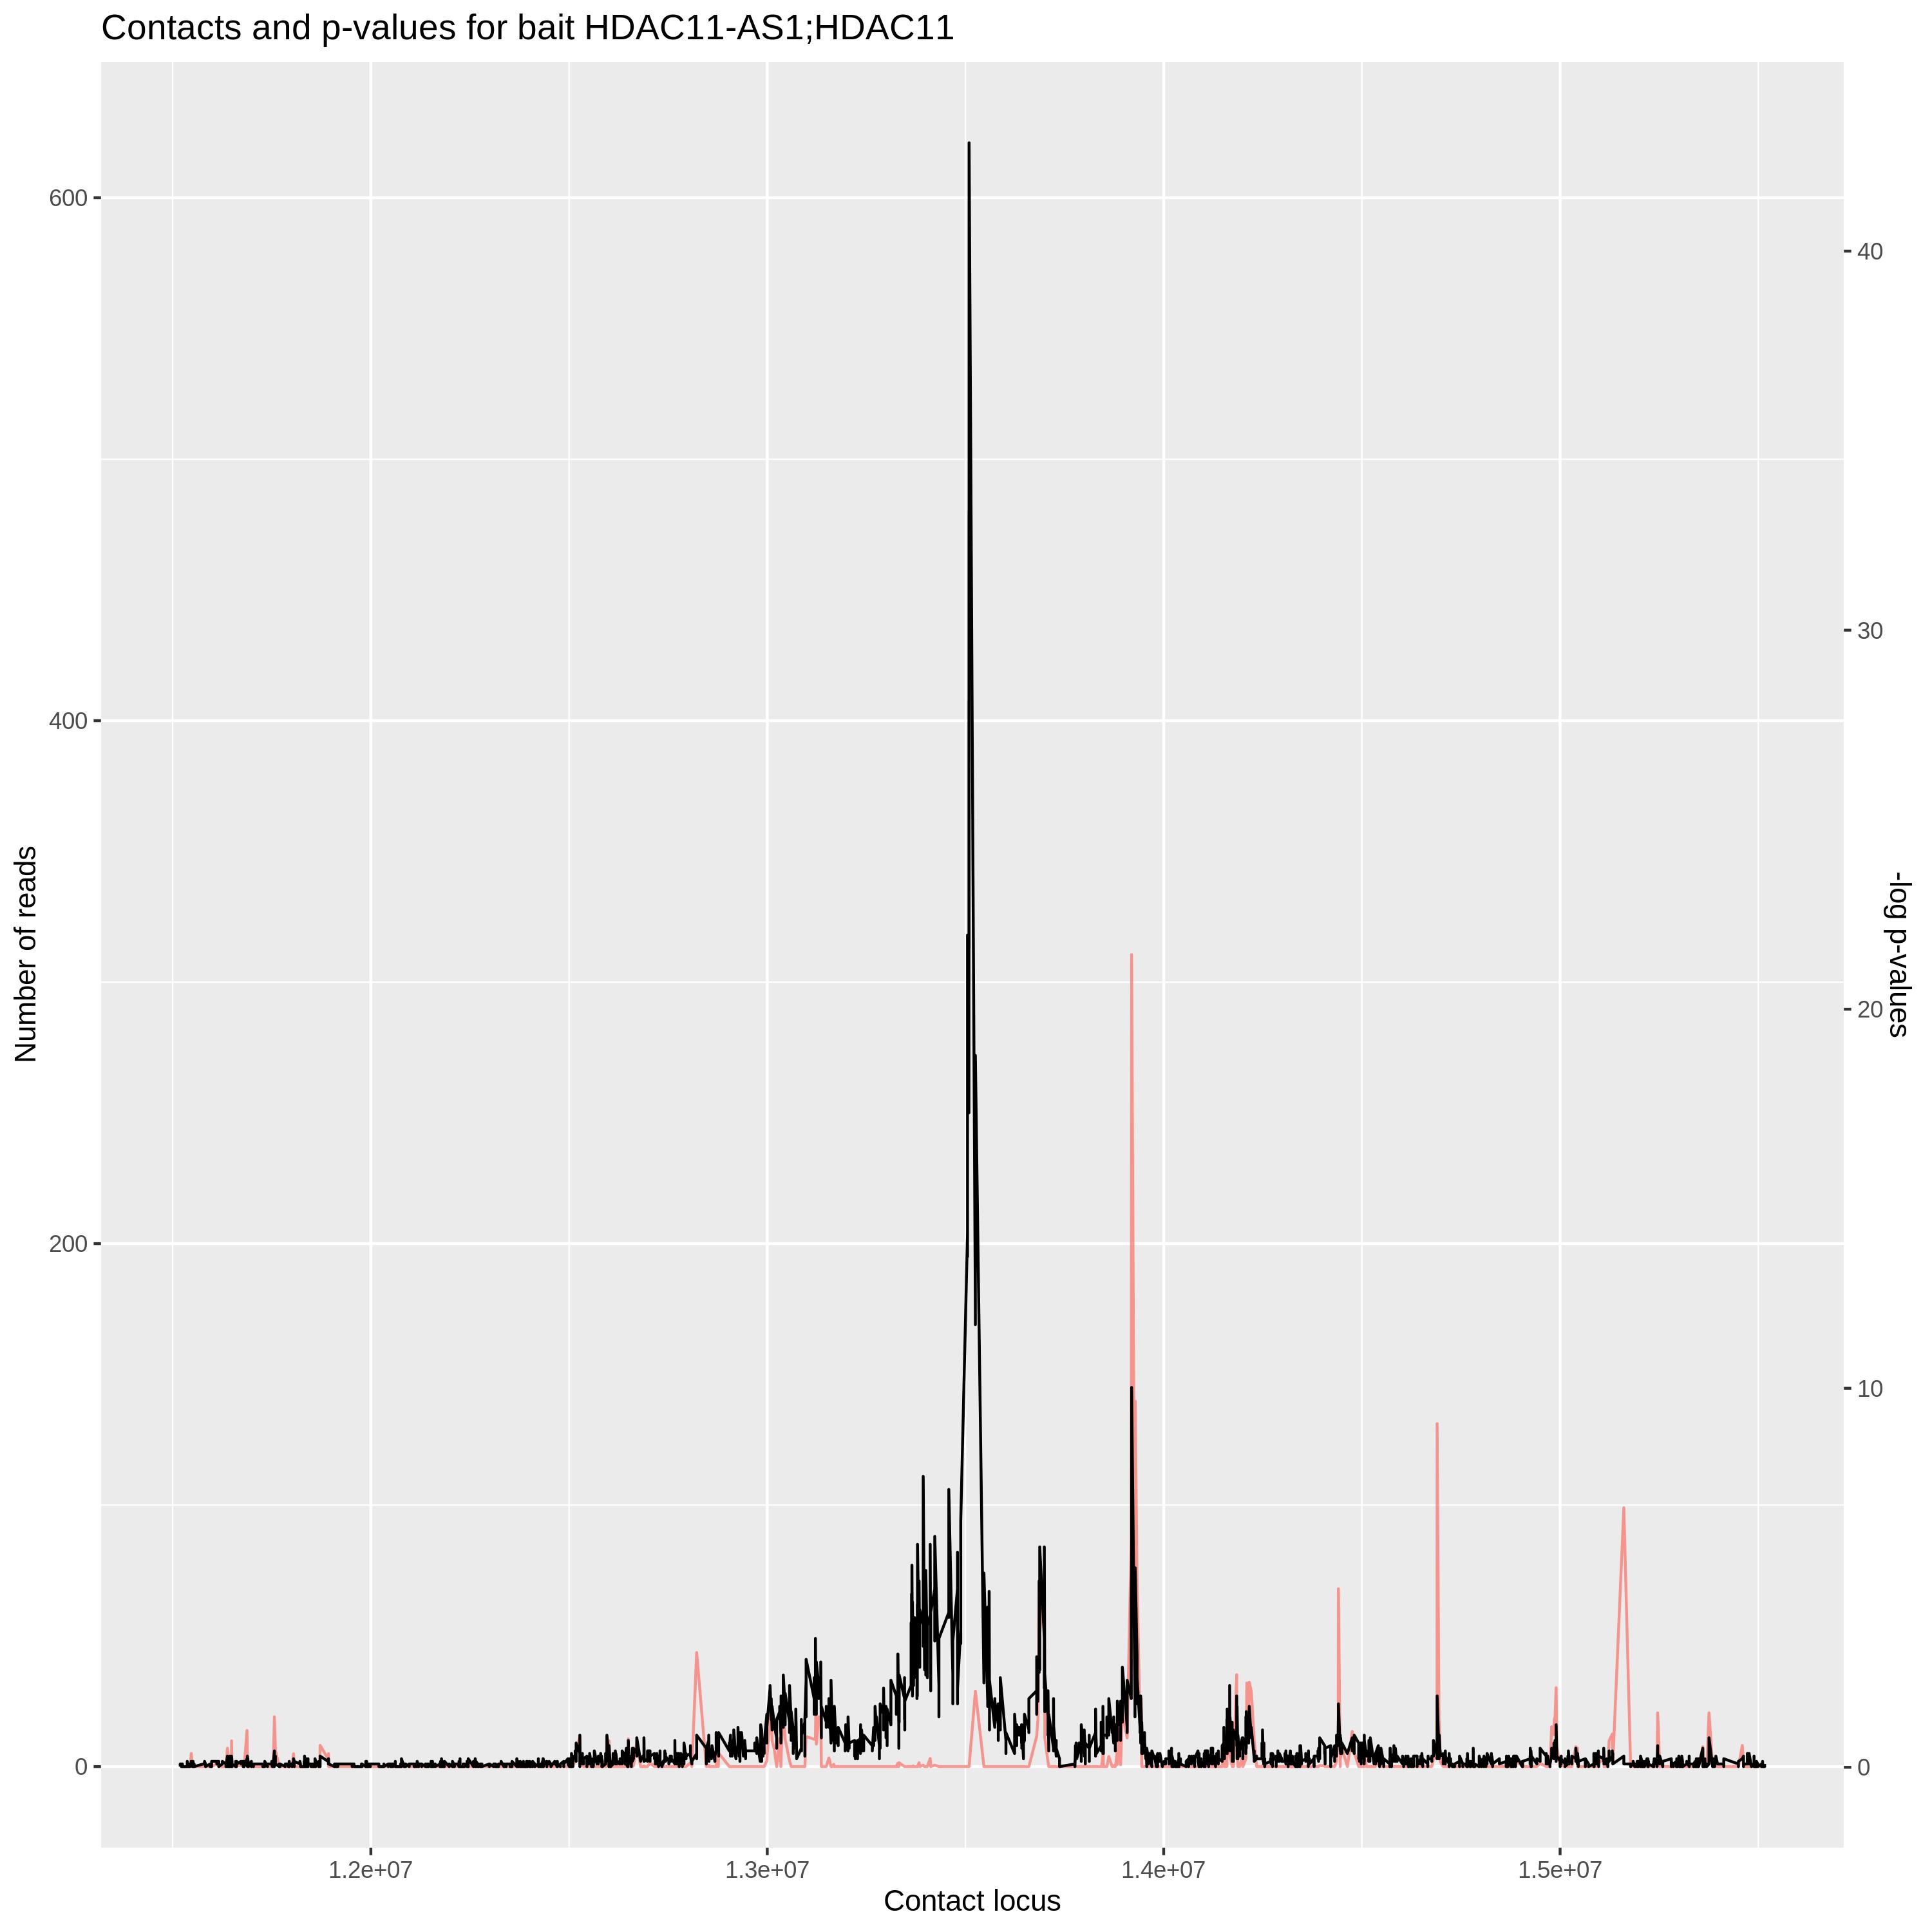 Contacts and p-values for bait HDAC11-AS1;HDAC11
Number of reads
600
400
200
0
40
30
20
10
0
-log p-values
1.2e+07
1.3e+07
1.4e+07
1.5e+07
Contact locus